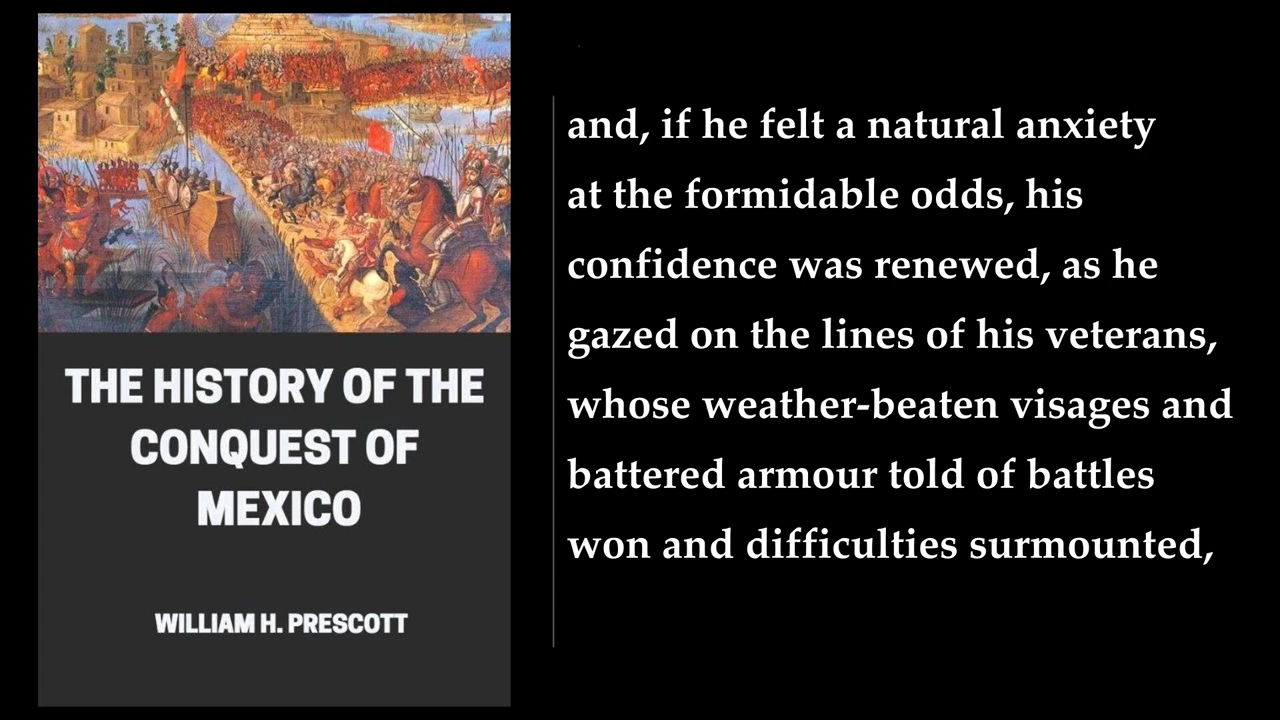 THE HISTORY OF THE
CONQUEST OF
MEXICO
WILLIAM H. PRESCOTT
and, if he felt a natural anxiety
at the formidable odds, his
confidence was renewed, as he
gazed on the lines of his veterans,
whose weather-beaten visages and
battered armour told of battles
won and difficulties surmounted,